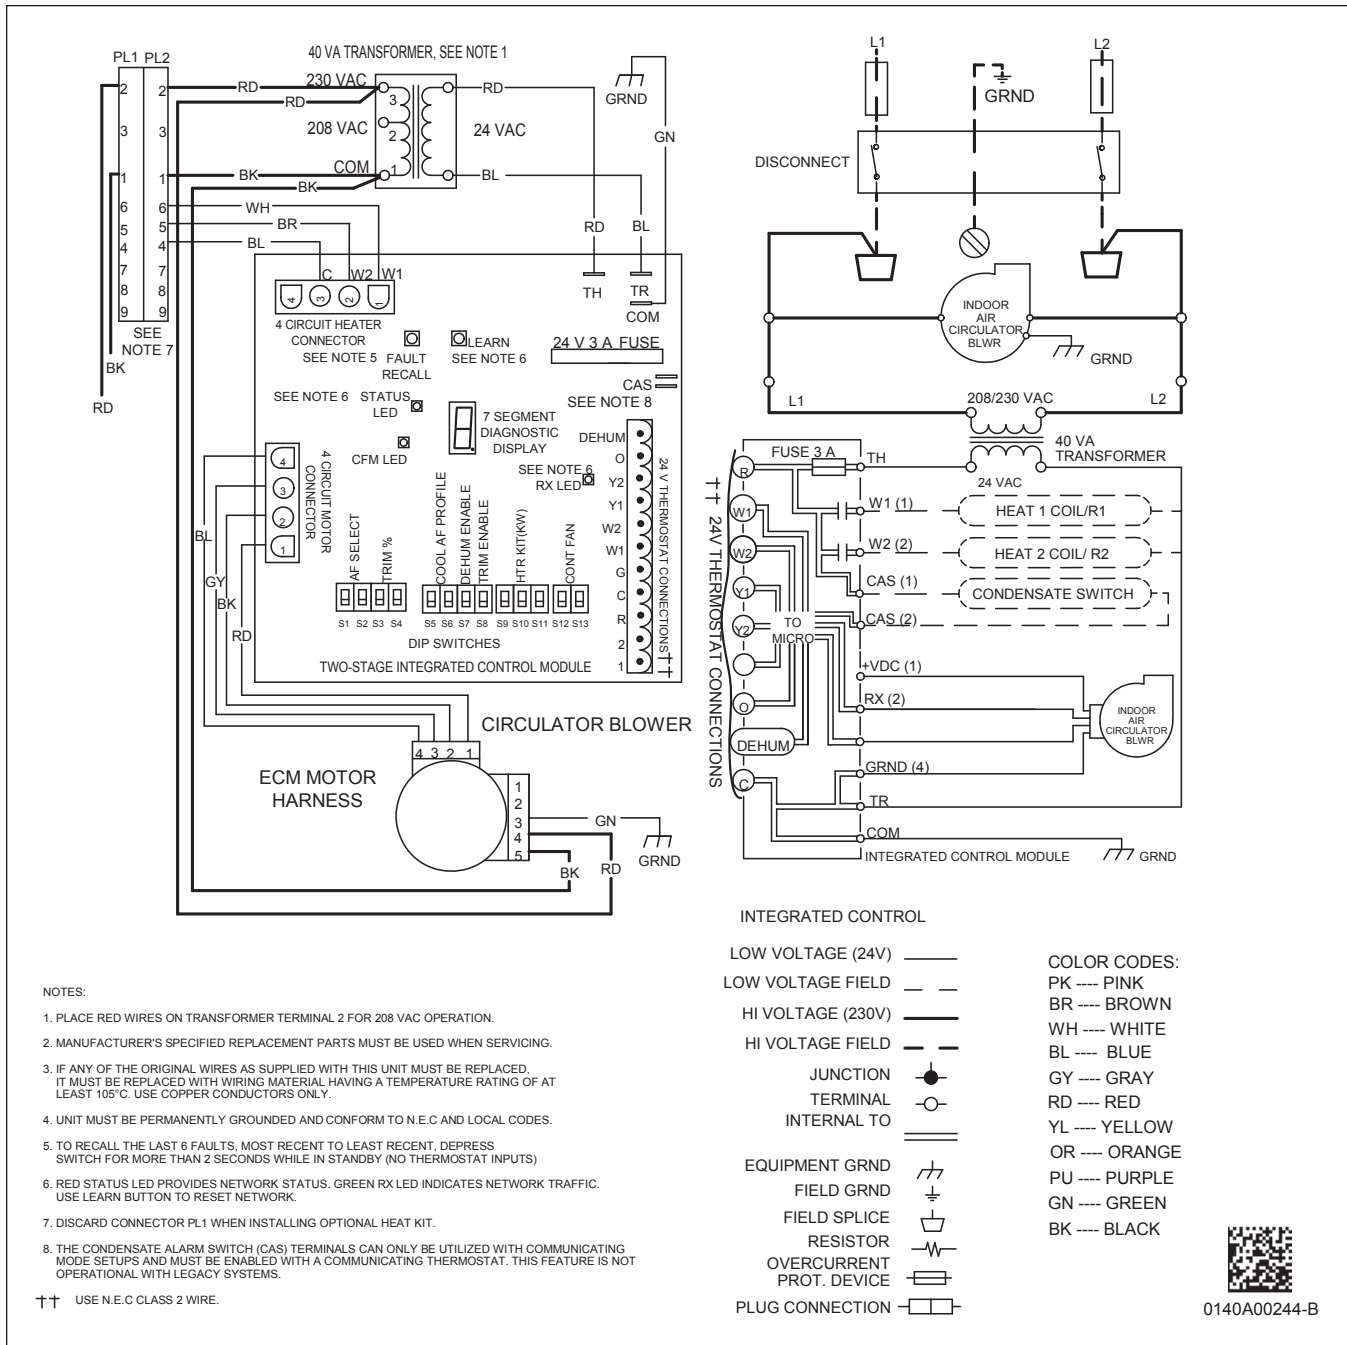 PL1 PL2
2 2
3 3
1 1
6 6
5 5
4 4
7 7
8 8
9 9
SEE
NOTE 7
BK
RD
40 VA TRANSFORMER, SEE NOTE 1
230 VAC
208 VAC
COM
3
2
1
24 VAC
RD
RD
BK
BK
WH
BR
BL
RD
BL
GRND
GN
RD
BL
TH
TR
COM
C W2 W1
4 3 2 1
4 CIRCUIT HEATER
CONNECTOR
SEE NOTE 5
FAULT
RECALL
LEARN
SEE NOTE 6
24 V 3 A FUSE
CAS
SEE NOTE 8
SEE NOTE 6
STATUS
LED
CFM LED
7 SEGMENT
DIAGNOSTIC
DISPLAY
SEE NOTE 6
RX LED
DEHUM
O
Y2
Y1
W2
W1
G
C
R
2
1
24 V THERMOSTAT CONNECTIONS ††
4
3
2
1
4 CIRCUIT MOTOR
CONNECTOR
BL
GY
BK
RD
AF SELECT
TRIM %
COOL AF PROFILE
DEHUM ENABLE
TRIM ENABLE
HTR KIT(KW)
CONT FAN
S1 S2 S3 S4 S5 S6 S7 S8 S9 S10 S11 S12 S13
DIP SWITCHES
TWO-STAGE INTEGRATED CONTROL MODULE
CIRCULATOR BLOWER
4 3 2 1
ECM MOTOR
HARNESS
1
2
3
4
5
GN
GRND
BK
RD
L1
L2
GRND
DISCONNECT
INDOOR
AIR
CIRCULATOR
BLWR
GRND
L1
208/230 VAC
L2
40 VA
TRANSFORMER
24 VAC
FUSE 3 A
TH
R
W1
W2
Y1
Y2
O
DEHUM
C
†† 24V THERMOSTAT CONNECTIONS
TO
MICRO
W1 (1)
HEAT 1 COIL/R1
W2 (2)
HEAT 2 COIL/ R2
CAS (1)
CONDENSATE SWITCH
CAS (2)
+VDC (1)
RX (2)
GRND (4)
TR
COM
INDOOR
AIR
CIRCULATOR
BLWR
INTEGRATED CONTROL MODULE
GRND
INTEGRATED CONTROL
LOW VOLTAGE (24V)
LOW VOLTAGE FIELD
HI VOLTAGE (230V)
HI VOLTAGE FIELD
JUNCTION
TERMINAL
INTERNAL TO
EQUIPMENT GRND
FIELD GRND
FIELD SPLICE
RESISTOR
OVERCURRENT
PROT. DEVICE
PLUG CONNECTION
COLOR CODES:
PK ---- PINK
BR ---- BROWN
WH ---- WHITE
BL ---- BLUE
GY ---- GRAY
RD ---- RED
YL ---- YELLOW
OR ---- ORANGE
PU ---- PURPLE
GN ---- GREEN
BK ---- BLACK
NOTES:
1. PLACE RED WIRES ON TRANSFORMER TERMINAL 2 FOR 208 VAC OPERATION.
2. MANUFACTURER'S SPECIFIED REPLACEMENT PARTS MUST BE USED WHEN SERVICING.
3. IF ANY OF THE ORIGINAL WIRES AS SUPPLIED WITH THIS UNIT MUST BE REPLACED,
IT MUST BE REPLACED WITH WIRING MATERIAL HAVING A TEMPERATURE RATING OF AT
LEAST 105°C. USE COPPER CONDUCTORS ONLY.
4. UNIT MUST BE PERMANENTLY GROUNDED AND CONFORM TO N.E.C AND LOCAL CODES.
5. TO RECALL THE LAST 6 FAULTS, MOST RECENT TO LEAST RECENT, DEPRESS
SWITCH FOR MORE THAN 2 SECONDS WHILE IN STANDBY (NO THERMOSTAT INPUTS)
6. RED STATUS LED PROVIDES NETWORK STATUS. GREEN RX LED INDICATES NETWORK TRAFFIC.
USE LEARN BUTTON TO RESET NETWORK.
7. DISCARD CONNECTOR PL1 WHEN INSTALLING OPTIONAL HEAT KIT.
8. THE CONDENSATE ALARM SWITCH (CAS) TERMINALS CAN ONLY BE UTILIZED WITH COMMUNICATING
MODE SETUPS AND MUST BE ENABLED WITH A COMMUNICATING THERMOSTAT. THIS FEATURE IS NOT
OPERATIONAL WITH LEGACY SYSTEMS.
†† USE N.E.C CLASS 2 WIRE.
0140A00244-B